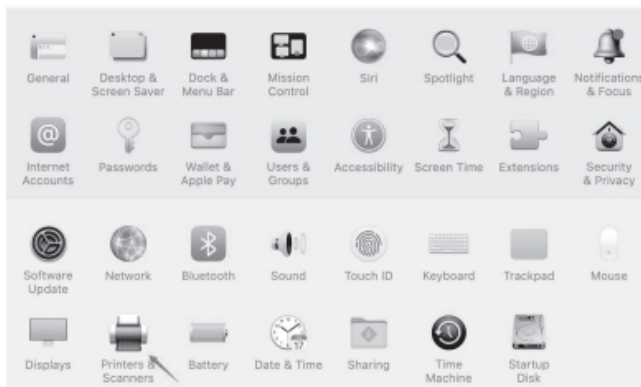 General Desktop & Dock & Mission Siri Spotlight Language Notifications
Screen Saver Menu Bar Control & Region & Focus
@
Internet Passwords Wallet & Users & Accessibility Screen Time Extensions Security
Accounts Apple Pay Groups & Privacy
Software Network Bluetooth Sound Touch ID Keyboard Trackpad Mouse
Update
17
Displays Printers & Battery Date & Time Sharing Time Startup
Scanners Machine Disk